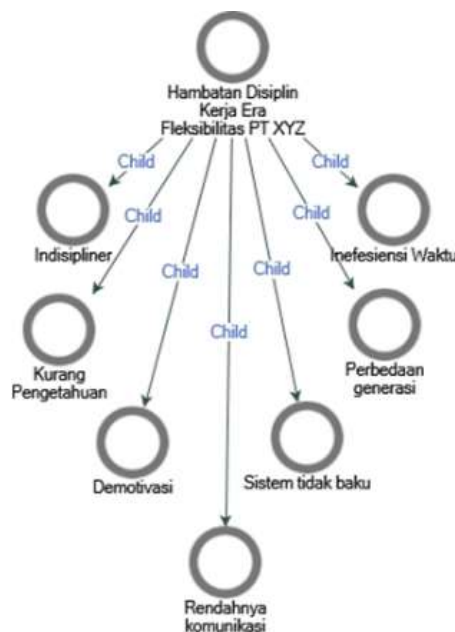 Hambatan Disiplin
Kerja Era
Fleksibilitas PT XYZ
Child
Child
Child
Child
Child
Child
Child
Indisipliner
Inefesiensi Waktu
Kurang
Pengetahuan
Perbedaan
generasi
Demotivasi
Sistem tidak baku
Rendahnya
komunikasi